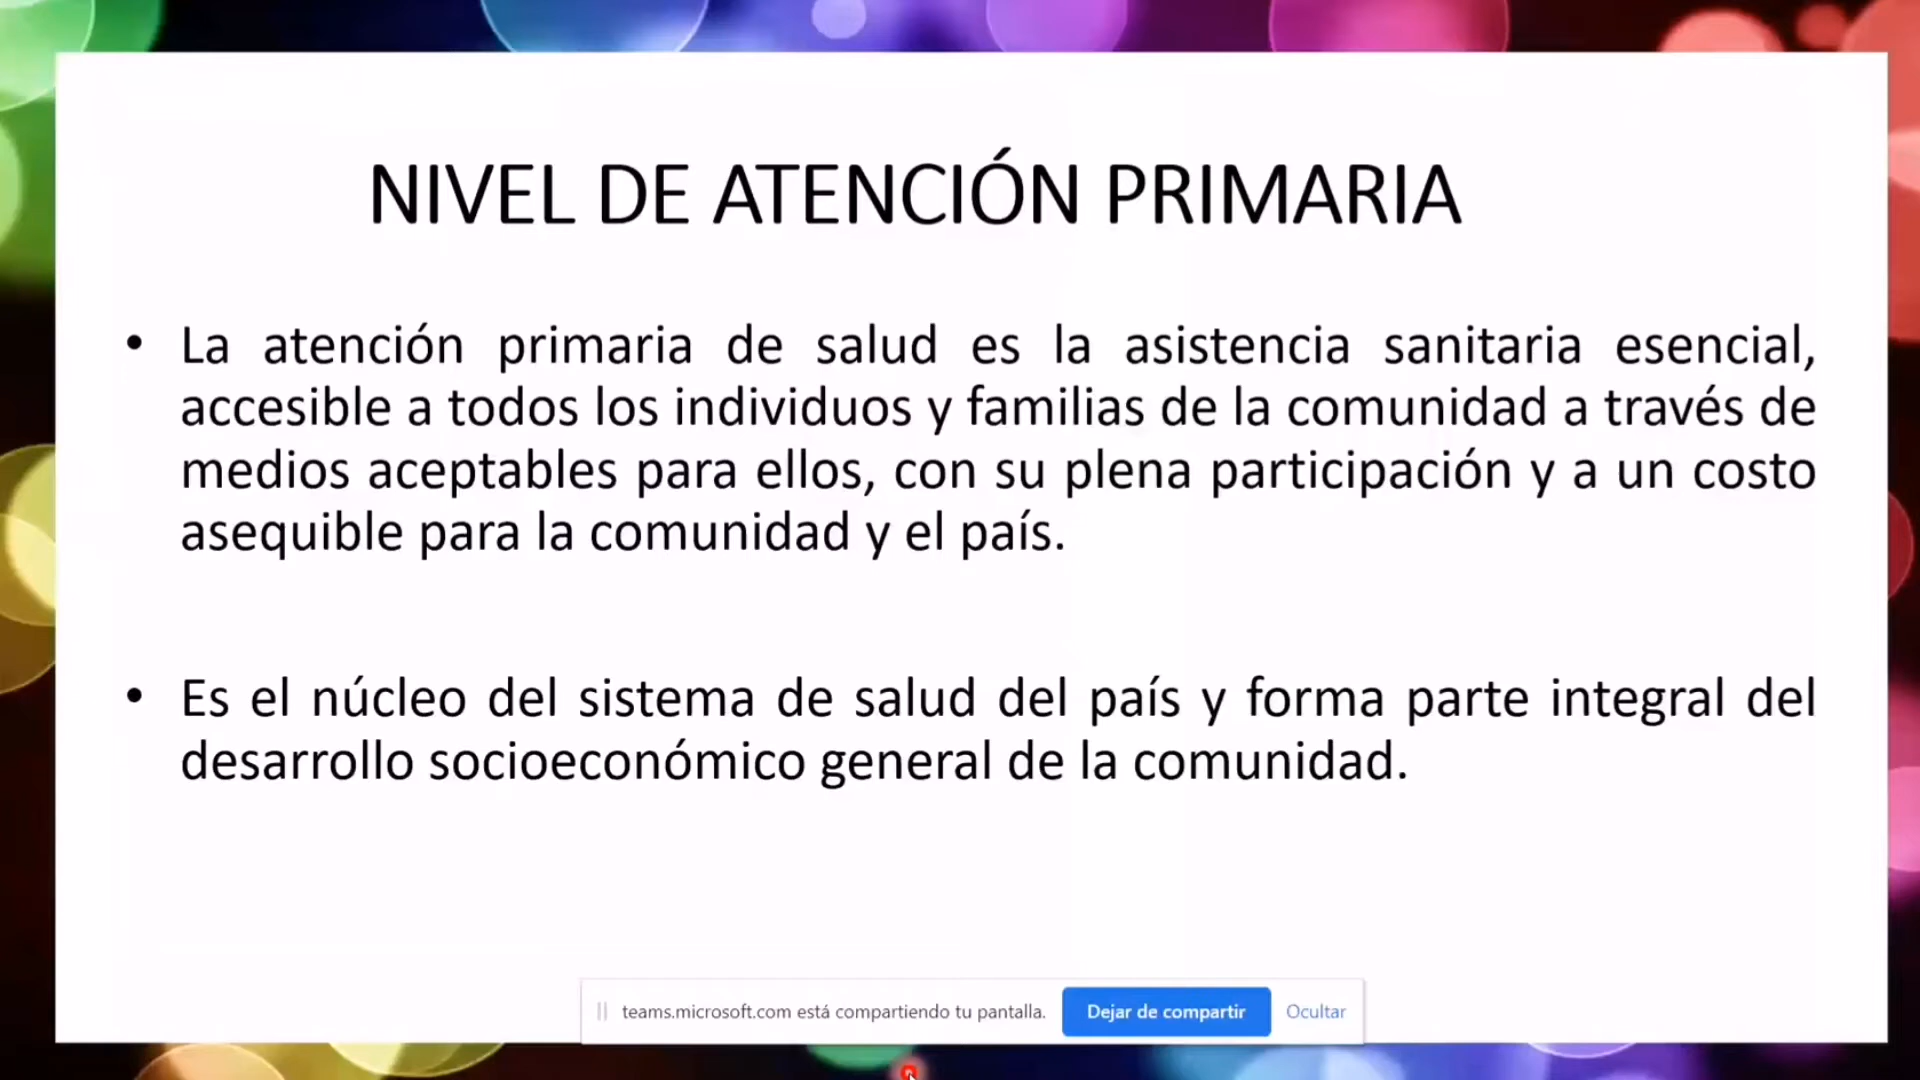 NIVEL DE ATENCIÓN PRIMARIA
• La atención primaria de salud es la asistencia sanitaria esencial,
accesible a todos los individuos y familias de la comunidad a través de
medios aceptables para ellos, con su plena participación y a un costo
asequible para la comunidad y el país.
• Es el núcleo del sistema de salud del país y forma parte integral del
desarrollo socioeconómico general de la comunidad.
teams.microsoft.com está compartiendo tu pantalla. Dejar de compartir Ocultar